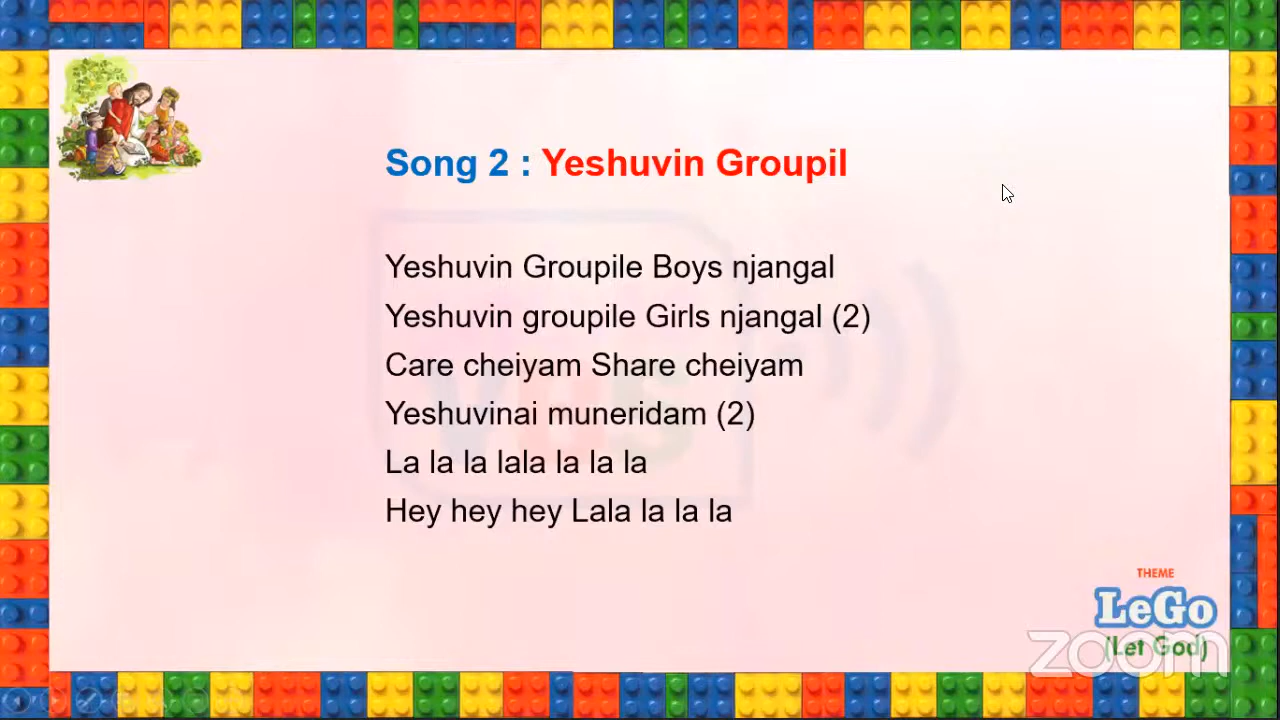 Song 2 : Yeshuvin Groupil
Yeshuvin Groupile Boys njangal
Yeshuvin groupile Girls njangal (2)
Care cheiyam Share cheiyam
Yeshuvinai muneridam (2)
La la la lala la la la
Hey hey hey Lala la la la
THEME
LeGo
(Let God)
zoom